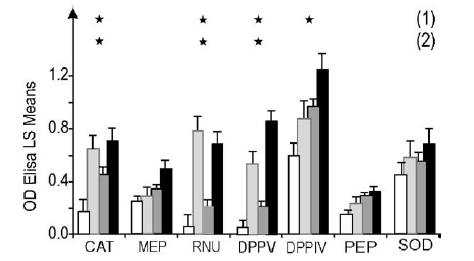 ★ ★ ★ ★ (1)
★ ★ ★ (2)
OD Elisa LS Means
1.2
0.8
0.4
0.0
CAT MEP RNU DPPV DPPIV PEP SOD